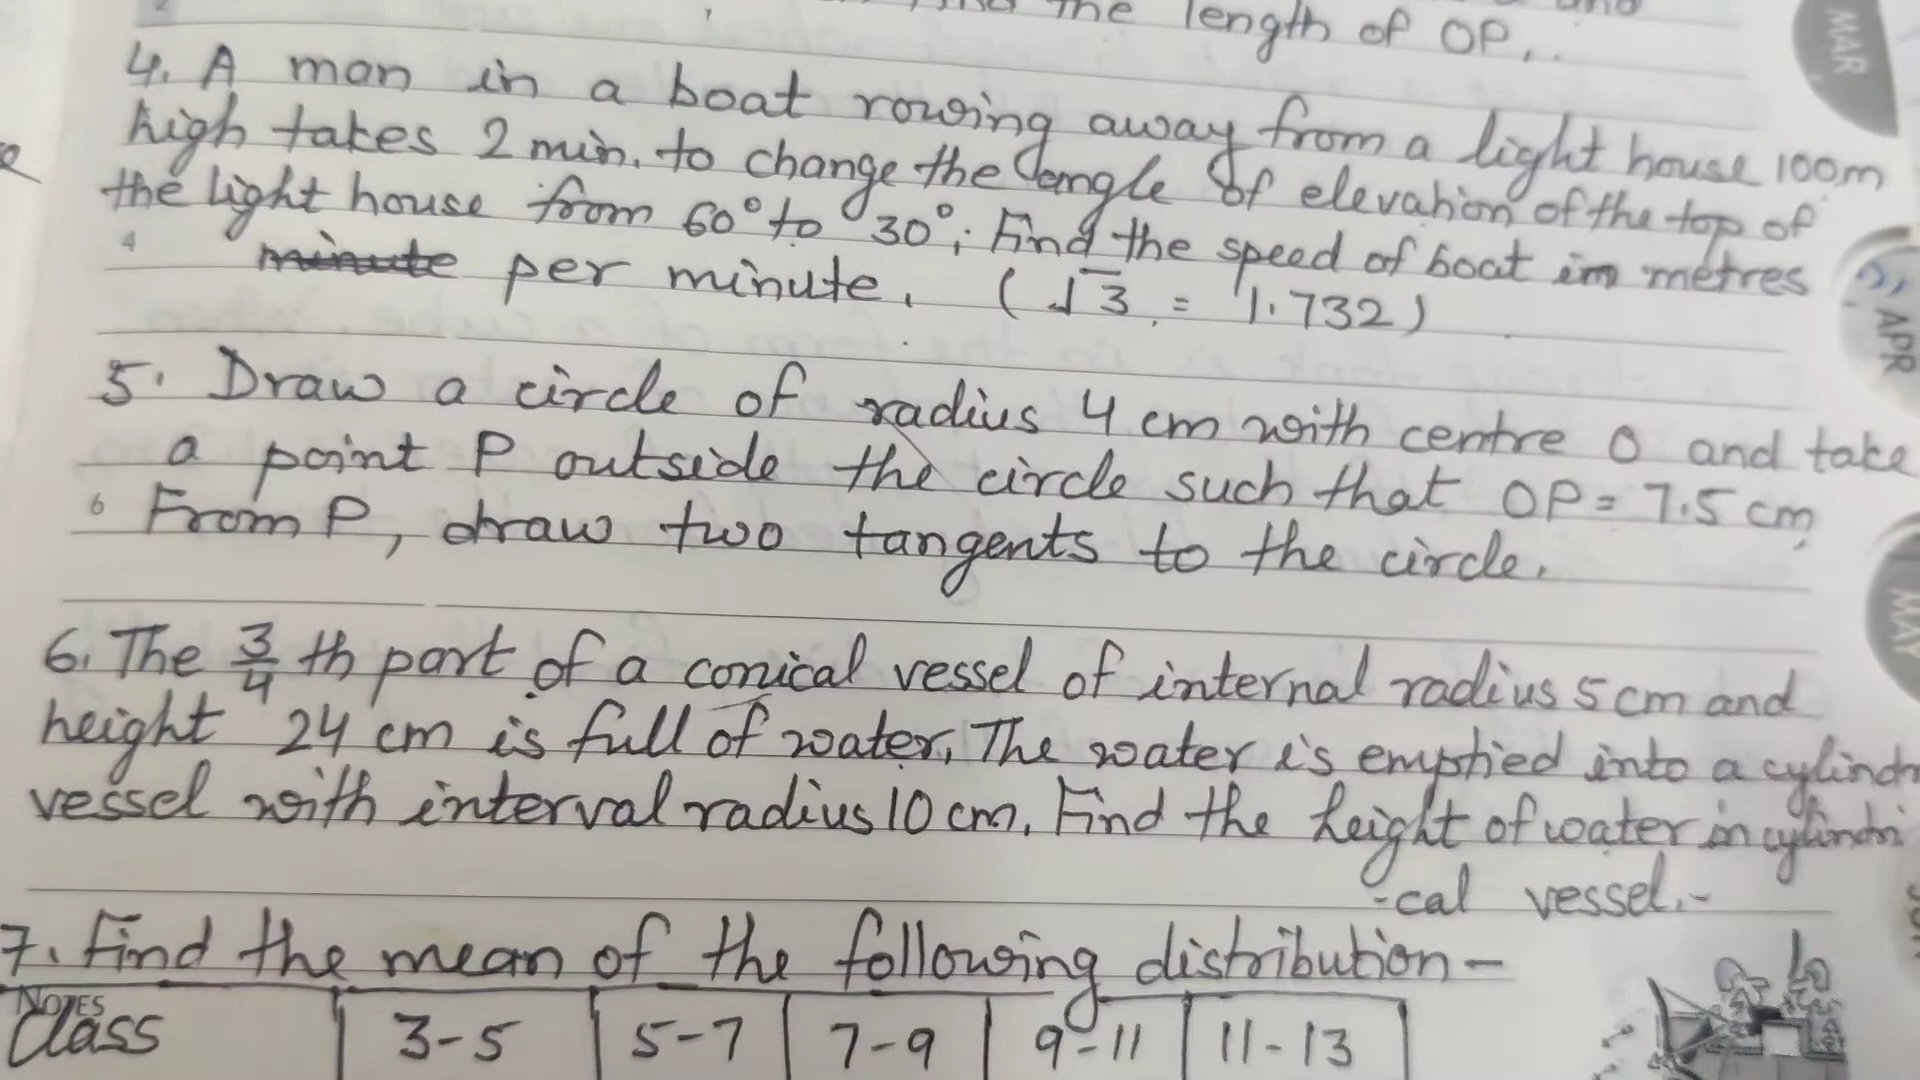 the length of OP.
4. A man in a boat rowing away from a light house 100m
high takes 2 min. to change the angle of elevation of the top of
the light house from 60° to 30°. Find the speed of boat in metres
4
minute per minute. (√3 = 1.732)
5. Draw a circle of radius 4 cm with centre O and take
a point P outside the circle such that OP = 7.5 cm.
6
From P, draw two tangents to the circle.
6. The 3/4 th part of a conical vessel of internal radius 5 cm and
height 24 cm is full of water. The water is emptied into a cylindr
vessel with interval radius 10 cm. Find the height of water in cylindri
-cal vessel.-
7. Find the mean of the following distribution -
NOTES
Class 3-5 5-7 7-9 9-11 11-13
MAR
APR
MAY